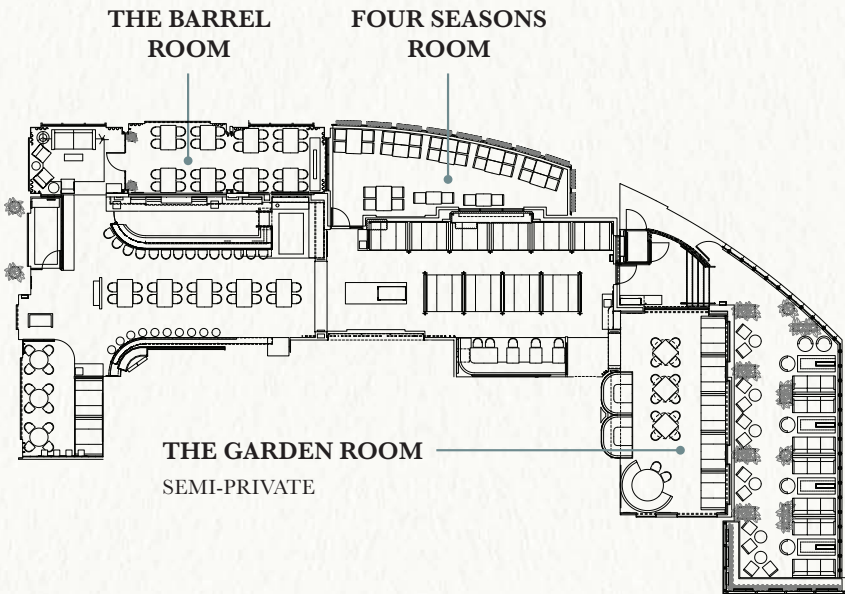 THE BARREL
ROOM
FOUR SEASONS
ROOM
THE GARDEN ROOM
SEMI-PRIVATE